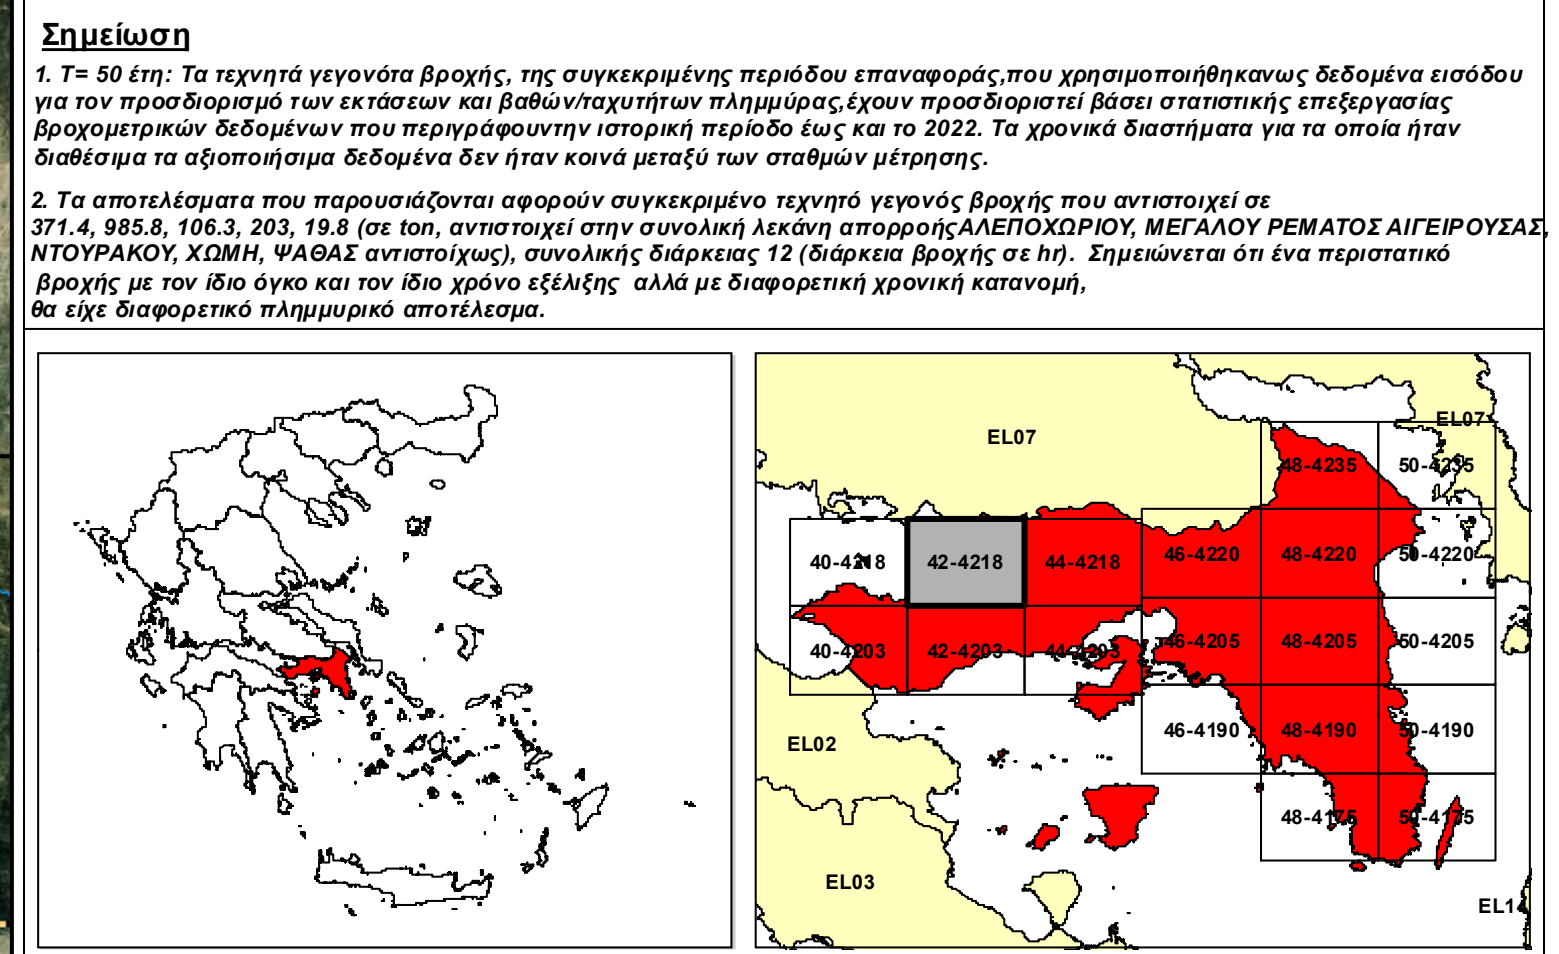 Σημείωση
1. Τ= 50 έτη: Τα τεχνητά γεγονότα βροχής, της συγκεκριμένης περιόδου επαναφοράς,που χρησιμοποιήθηκανως δεδομένα εισόδου
για τον προσδιορισμό των εκτάσεων και βαθών/ταχυτήτων πλημμύρας,έχουν προσδιοριστεί βάσει στατιστικής επεξεργασίας
βροχομετρικών δεδομένων που περιγράφουντην ιστορική περίοδο έως και το 2022. Τα χρονικά διαστήματα για τα οποία ήταν
διαθέσιμα τα αξιοποιήσιμα δεδομένα δεν ήταν κοινά μεταξύ των σταθμών μέτρησης.
2. Τα αποτελέσματα που παρουσιάζονται αφορούν συγκεκριμένο τεχνητό γεγονός βροχής που αντιστοιχεί σε
371.4, 985.8, 106.3, 203, 19.8 (σε ton, αντιστοιχεί στην συνολική λεκάνη απορροήςΑΛΕΠΟΧΩΡΙΟΥ, ΜΕΓΑΛΟΥ ΡΕΜΑΤΟΣ ΑΙΓΕΙΡΟΥΣΑΣ,
ΝΤΟΥΡΑΚΟΥ, ΧΩΜΗ, ΨΑΘΑΣ αντιστοίχως), συνολικής διάρκειας 12 (διάρκεια βροχής σε hr). Σημειώνεται ότι ένα περιστατικό
βροχής με τον ίδιο όγκο και τον ίδιο χρόνο εξέλιξης αλλά με διαφορετική χρονική κατανομή,
θα είχε διαφορετικό πλημμυρικό αποτέλεσμα.
EL07
EL07
48-4235
50-4235
40-4218
42-4218
44-4218
46-4220
48-4220
50-4220
40-4203
42-4203
44-4203
46-4205
48-4205
50-4205
EL02
46-4190
48-4190
50-4190
48-4175
50-4175
EL03
EL14